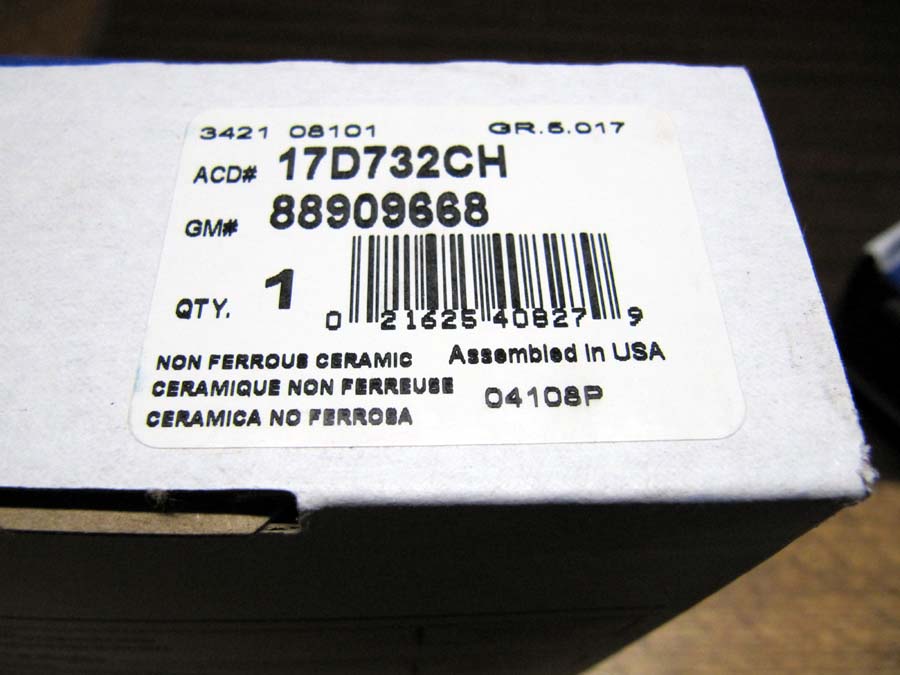 3421 08101 GR.5.017
ACD# 17D732CH
GM# 88909668
QTY. 1
0 21625 40827 9
NON FERROUS CERAMIC Assembled in USA
CERAMIQUE NON FERREUSE
CERAMICA NO FERROSA 04108P